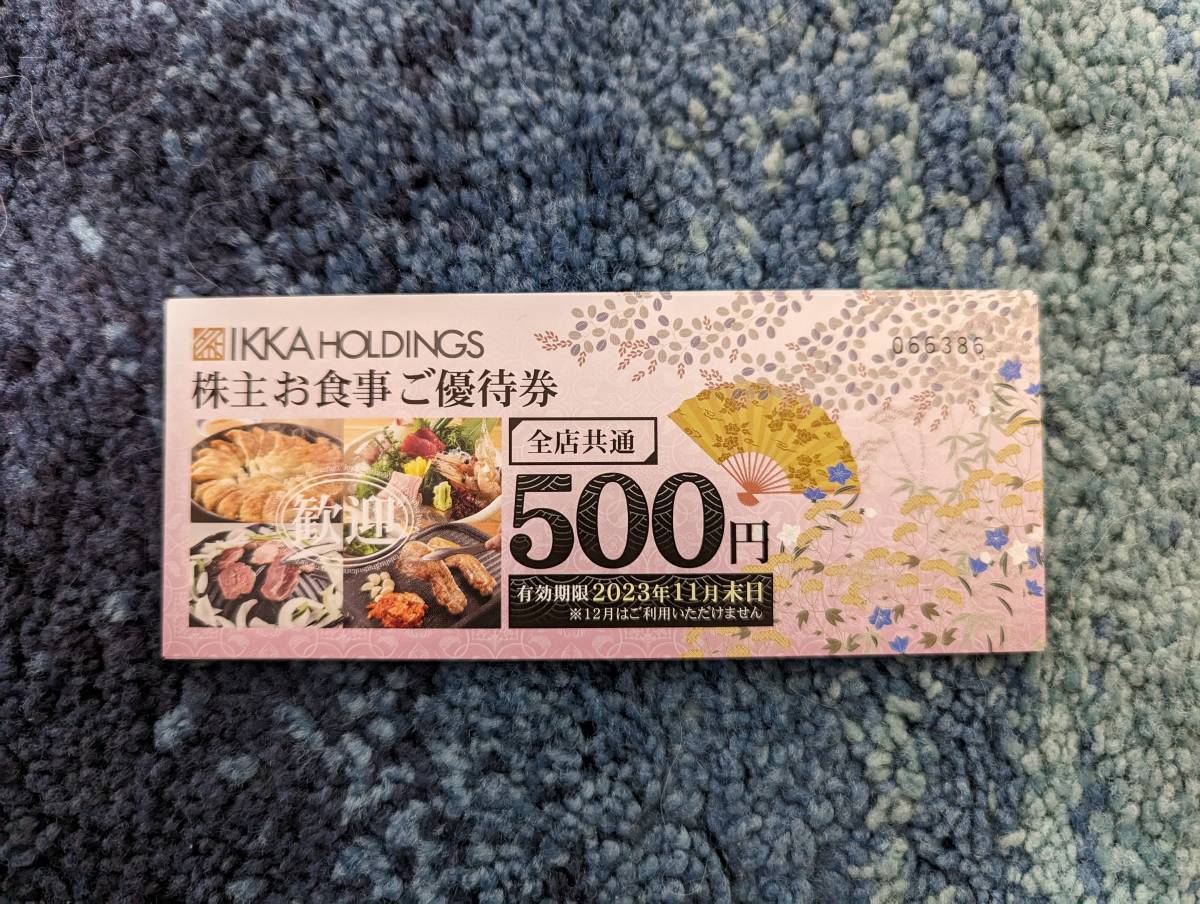 IKKA HOLDINGS
066386
株主お食事ご優待券
全店共通
歓迎
500円
有効期限2023年11月末日
※12月はご利用いただけません